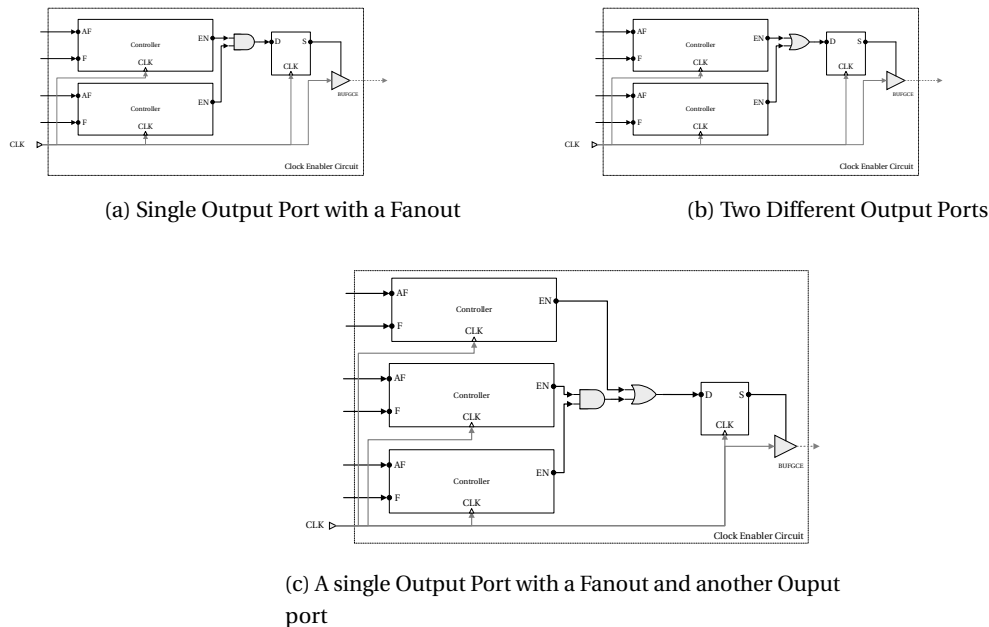 AF
Controller
EN
F
CLK
D
S
CLK
AF
EN
Controller
BUFGCE
F
CLK
CLK
Clock Enabler Circuit
(a) Single Output Port with a Fanout
AF
Controller
EN
F
CLK
D
S
CLK
AF
EN
Controller
BUFGCE
F
CLK
CLK
Clock Enabler Circuit
(b) Two Different Output Ports
AF
EN
Controller
F
CLK
AF
EN
Controller
F
CLK
D
S
CLK
AF
EN
Controller
BUFGCE
F
CLK
CLK
Clock Enabler Circuit
(c) A single Output Port with a Fanout and another Ouput
port